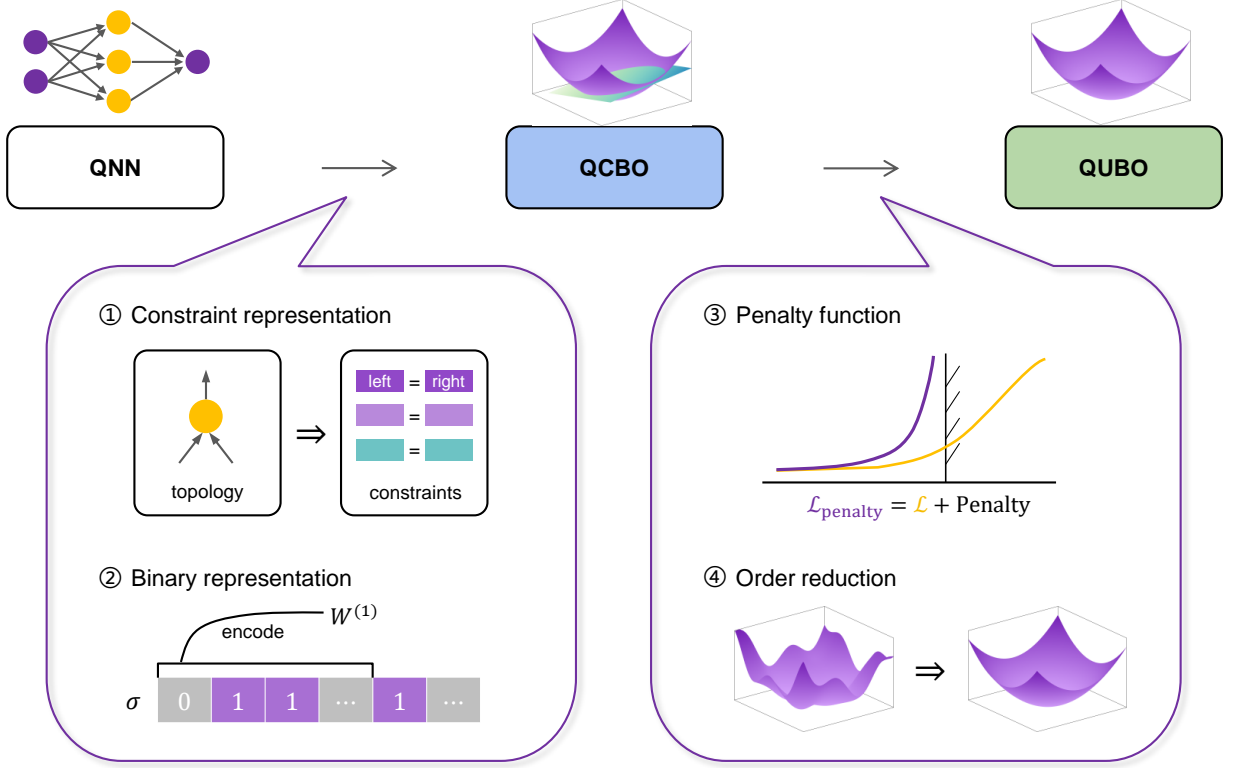 QNN
QCBO
QUBO
① Constraint representation
topology
⇒
left = right
=
=
constraints
② Binary representation
encode
W⁽¹⁾
σ 0 1 1 ... 1 ...
③ Penalty function
ℒpenalty = ℒ + Penalty
④ Order reduction
⇒